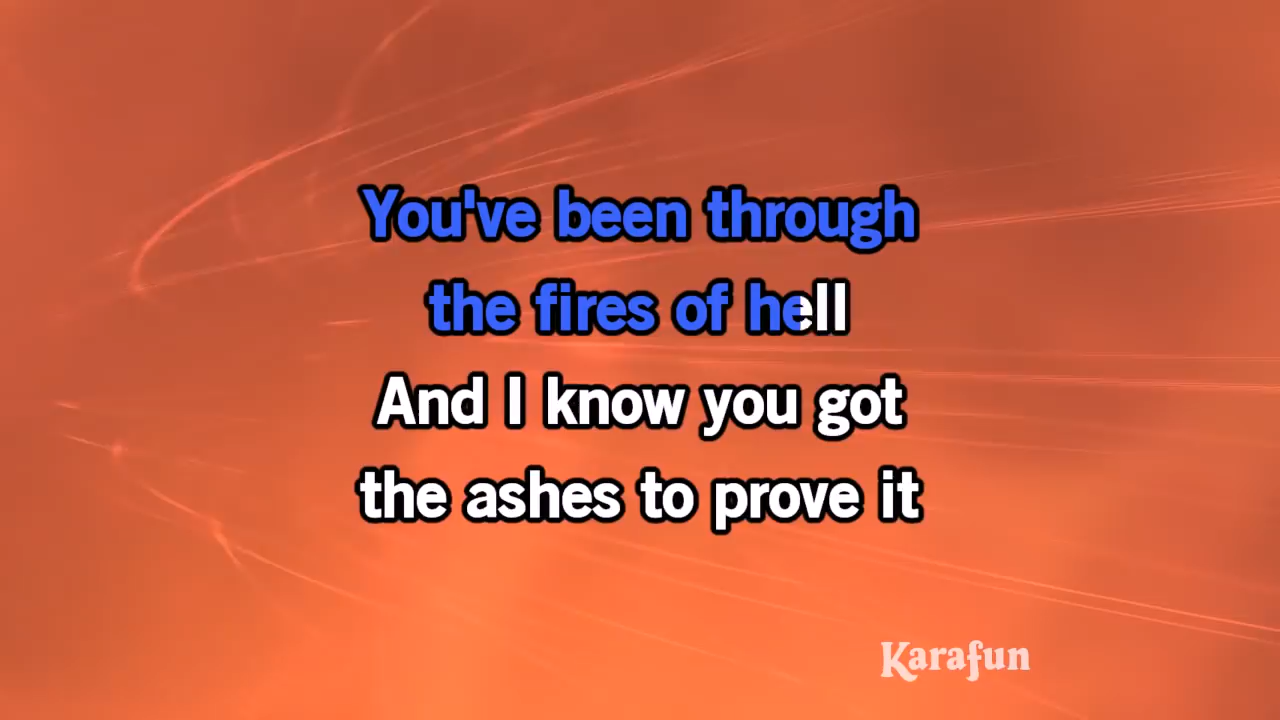 You've been through
the fires of hell
And I know you got
the ashes to prove it
Karafun